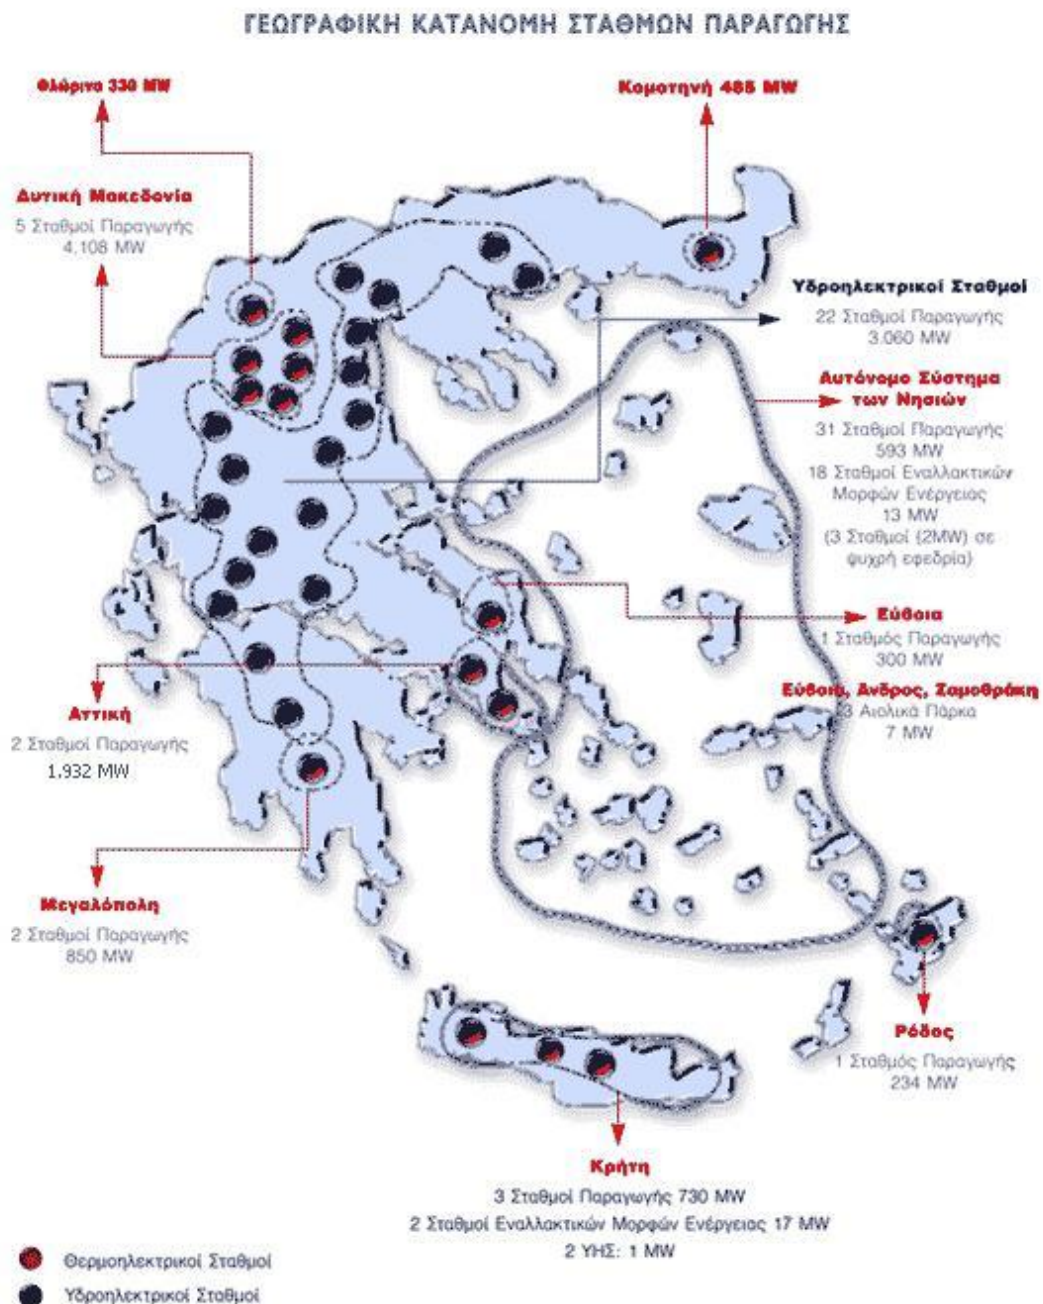 ΓΕΩΓΡΑΦΙΚΗ ΚΑΤΑΝΟΜΗ ΣΤΑΘΜΩΝ ΠΑΡΑΓΩΓΗΣ
Φλώρινα 330 MW
Κομοτηνή 485 MW
Δυτική Μακεδονία
5 Σταθμοί Παραγωγής
4.108 MW
Υδροηλεκτρικοί Σταθμοί
22 Σταθμοί Παραγωγής
3.060 MW
Αυτόνομο Σύστημα
των Νησιών
31 Σταθμοί Παραγωγής
593 MW
18 Σταθμοί Εναλλακτικών
Μορφών Ενέργειας
13 MW
(3 Σταθμοί (2MW) σε
ψυχρή εφεδρία)
Εύβοια
1 Σταθμός Παραγωγής
300 MW
Εύβοια, Άνδρος, Σαμοθράκη
3 Αιολικά Πάρκα
7 MW
Αττική
2 Σταθμοί Παραγωγής
1.932 MW
Μεγαλόπολη
2 Σταθμοί Παραγωγής
850 MW
Ρόδος
1 Σταθμός Παραγωγής
234 MW
Κρήτη
3 Σταθμοί Παραγωγής 730 MW
2 Σταθμοί Εναλλακτικών Μορφών Ενέργειας 17 MW
2 ΥΗΣ: 1 MW
Θερμοηλεκτρικοί Σταθμοί
Υδροηλεκτρικοί Σταθμοί